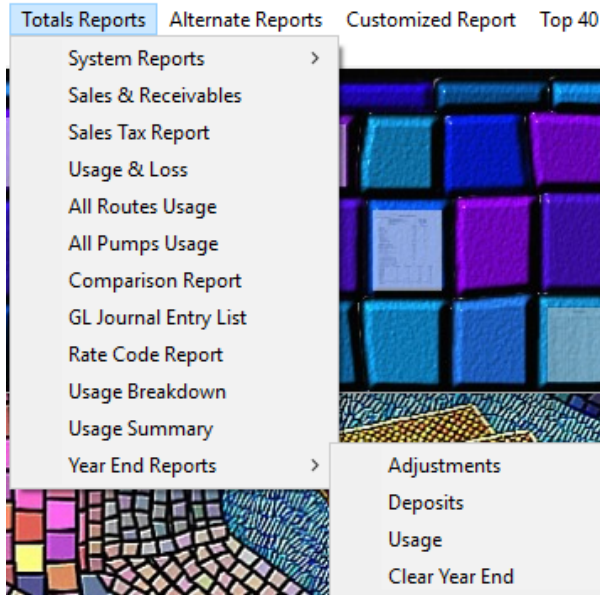 Totals Reports Alternate Reports Customized Report Top 40
System Reports
Sales & Receivables
Sales Tax Report
Usage & Loss
All Routes Usage
All Pumps Usage
Comparison Report
GL Journal Entry List
Rate Code Report
Usage Breakdown
Usage Summary
Year End Reports
Adjustments
Deposits
Usage
Clear Year End